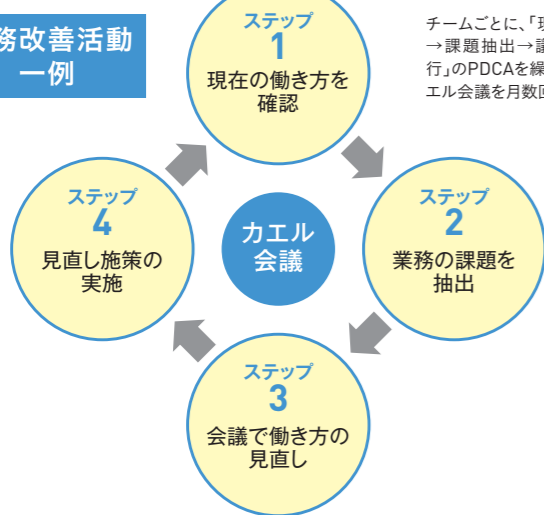 務改善活動
一例
チームごとに、「現
→課題抽出→議
行」のPDCAを繰
エル会議を月数回
ステップ
1
現在の働き方を
確認
ステップ
2
業務の課題を
抽出
ステップ
3
会議で働き方の
見直し
ステップ
4
見直し施策の
実施
カエル
会議